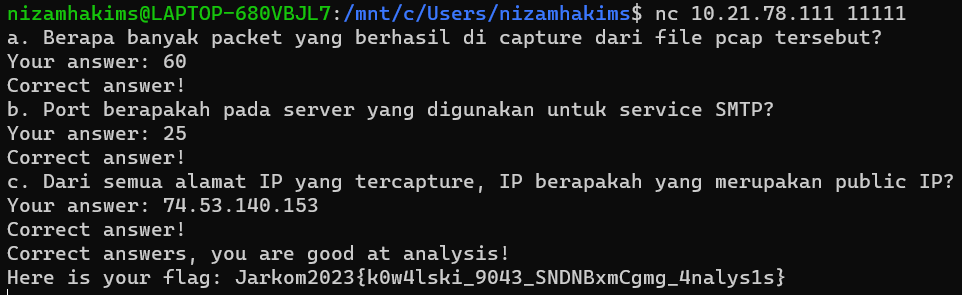 nizamhakims@LAPTOP-680VBJL7:/mnt/c/Users/nizamhakims$ nc 10.21.78.111 11111
a. Berapa banyak packet yang berhasil di capture dari file pcap tersebut?
Your answer: 60
Correct answer!
b. Port berapakah pada server yang digunakan untuk service SMTP?
Your answer: 25
Correct answer!
c. Dari semua alamat IP yang tercapture, IP berapakah yang merupakan public IP?
Your answer: 74.53.140.153
Correct answer!
Correct answers, you are good at analysis!
Here is your flag: Jarkom2023{k0w4lski_9043_SNDNBxmCgmg_4nalys1s}